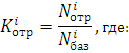 K^i_отр = N^i_отр / N^i_баз, где: